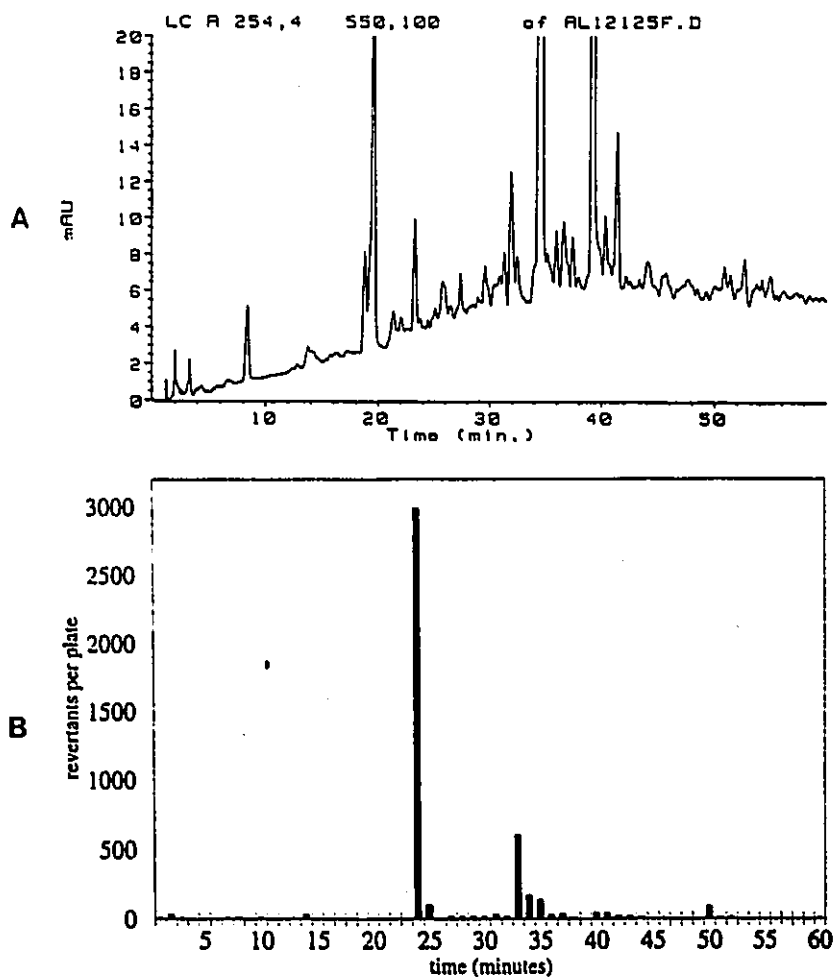 LC A 254,4 550,100 of AL12125F.D
A
mAU
20
18
16
14
12
10
8
6
4
2
0
10 20 30 40 50
Time (min.)
B
revertants per plate
3000
2500
2000
1500
1000
500
0
5 10 15 20 25 30 35 40 45 50 55 60
time (minutes)